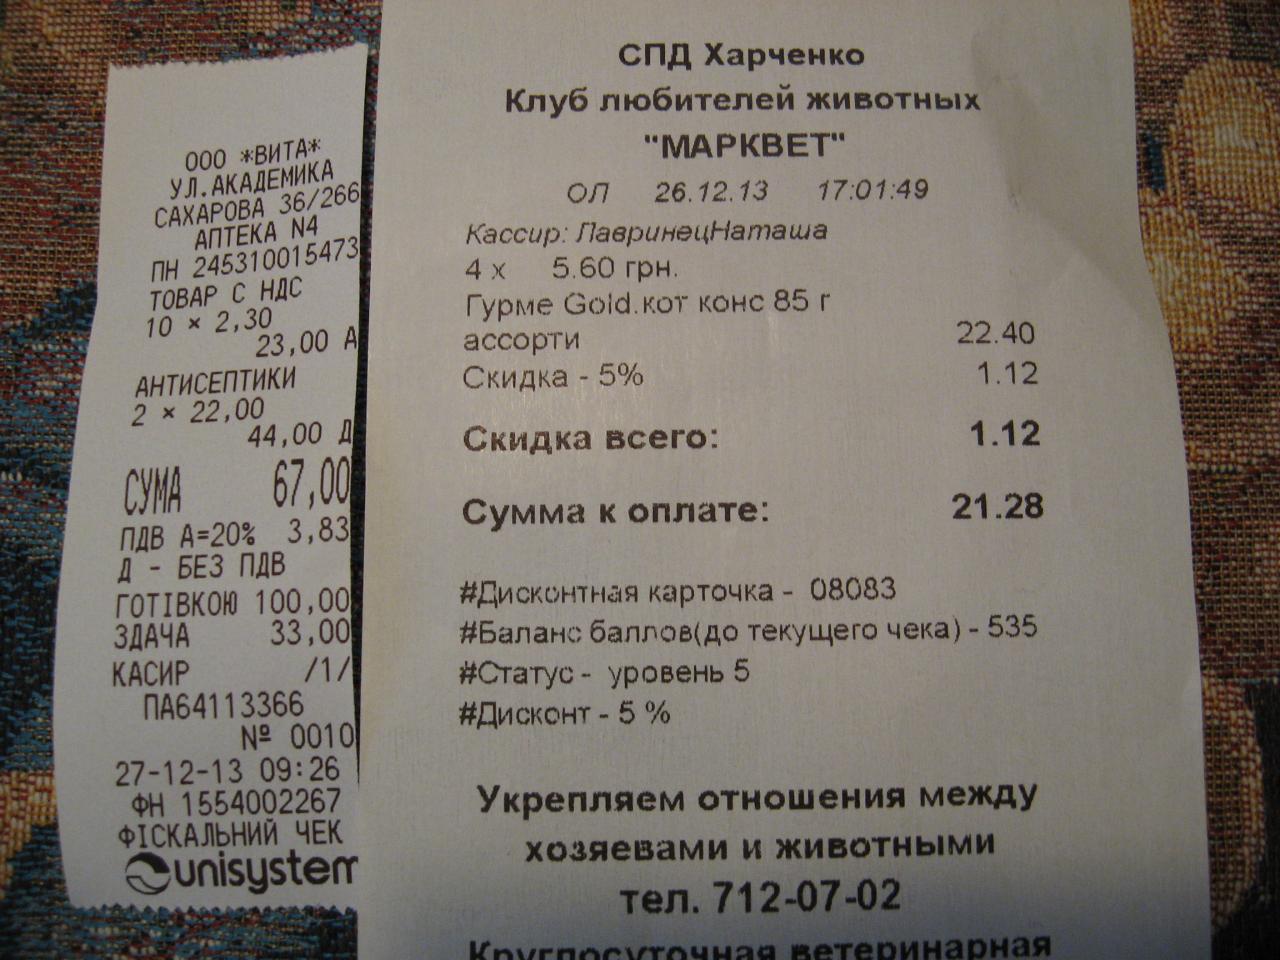 ООО *ВИТА*
УЛ.АКАДЕМИКА
САХАРОВА 36/266
АПТЕКА N4
ПН 245310015473
ТОВАР С НДС
10 × 2,30
23,00 А
АНТИСЕПТИКИ
2 × 22,00
44,00 Д
СУМА 67,00
ПДВ А=20% 3,83
Д - БЕЗ ПДВ
ГОТІВКОЮ 100,00
ЗДАЧА 33,00
КАСИР /1/
ПА64113366
№ 0010
27-12-13 09:26
ФН 1554002267
ФІСКАЛЬНИЙ ЧЕК
unisystem
СПД Харченко
Клуб любителей животных
"МАРКВЕТ"
ОЛ 26.12.13 17:01:49
Кассир: ЛавринецНаташа
4 x 5.60 грн.
Гурме Gold.кот конс 85 г
ассорти 22.40
Скидка - 5% 1.12
Скидка всего: 1.12
Сумма к оплате: 21.28
#Дисконтная карточка - 08083
#Баланс баллов(до текущего чека) - 535
#Статус - уровень 5
#Дисконт - 5 %
Укрепляем отношения между
хозяевами и животными
тел. 712-07-02
Круглосуточная ветеринарная